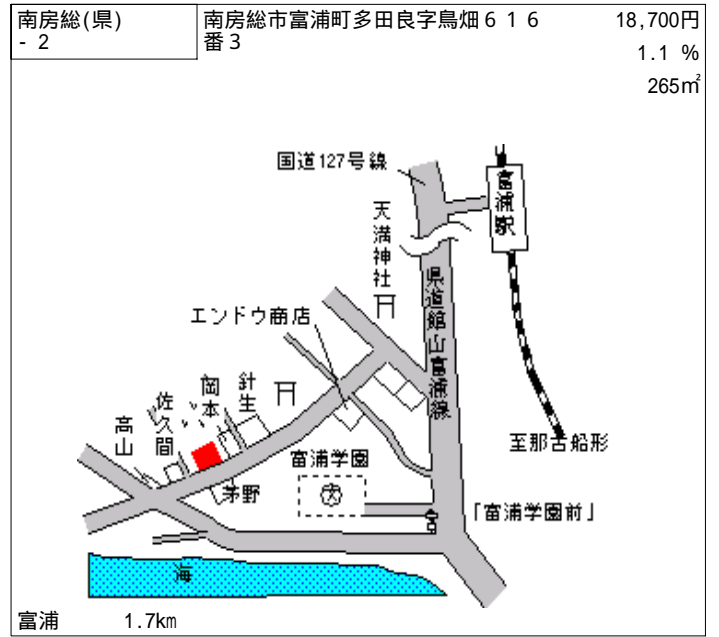 南房総(県)
- 2
南房総市富浦町多田良字鳥畑６１６
番３
18,700円
1.1 %
265㎡
国道127号線
富浦駅
天満神社
県道館山富浦線
エンドウ商店
針生
岡本
佐久間
高山
富浦学園
茅野
至那古船形
「富浦学園前」
海
富浦 1.7km